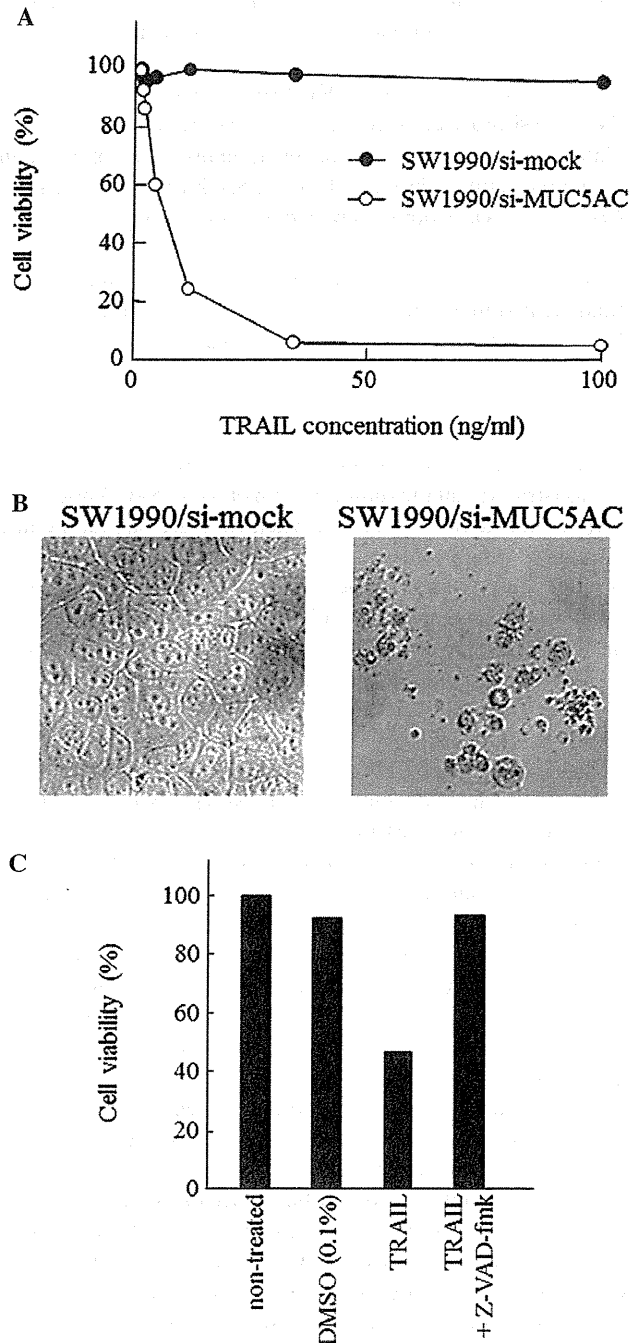 A
100
80
60
40
20
0
Cell viability (%)
SW1990/si-mock
SW1990/si-MUC5AC
0
50
100
TRAIL concentration (ng/ml)
B
SW1990/si-mock
SW1990/si-MUC5AC
C
100
80
60
40
20
0
Cell viability (%)
non-treated
DMSO (0.1%)
TRAIL
TRAIL
+ Z-VAD-fmk